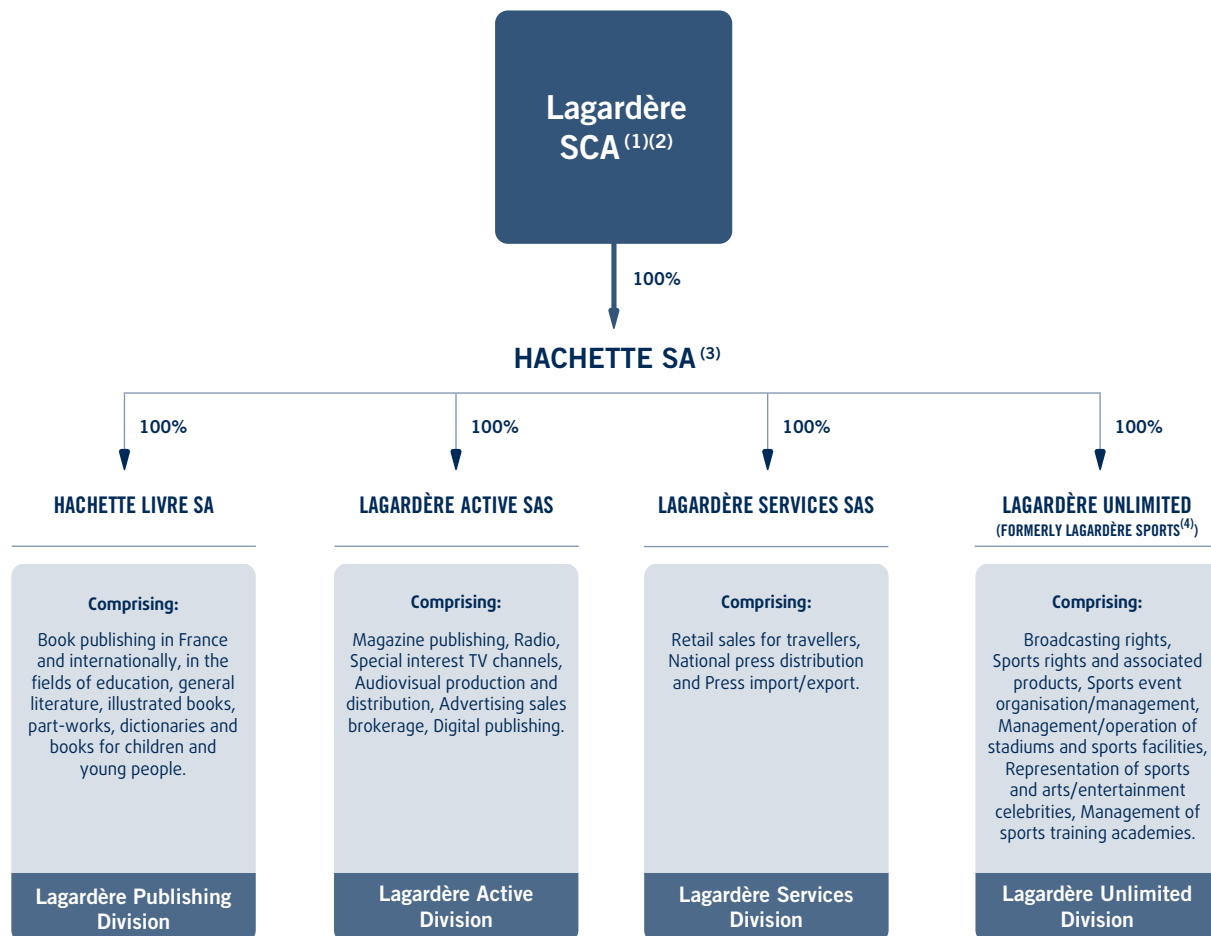 Lagardère
SCA (1)(2)
100%
HACHETTE SA (3)
100%
100%
100%
100%
HACHETTE LIVRE SA
Comprising:
Book publishing in France
and internationally, in the
fields of education, general
literature, illustrated books,
part-works, dictionaries and
books for children and
young people.
Lagardère Publishing
Division
LAGARDÈRE ACTIVE SAS
Comprising:
Magazine publishing, Radio,
Special interest TV channels,
Audiovisual production and
distribution, Advertising sales
brokerage, Digital publishing.
Lagardère Active
Division
LAGARDÈRE SERVICES SAS
Comprising:
Retail sales for travellers,
National press distribution
and Press import/export.
Lagardère Services
Division
LAGARDÈRE UNLIMITED
(FORMERLY LAGARDÈRE SPORTS(4))
Comprising:
Broadcasting rights,
Sports rights and associated
products, Sports event
organisation/management,
Management/operation of
stadiums and sports facilities,
Representation of sports
and arts/entertainment
celebrities, Management of
sports training academies.
Lagardère Unlimited
Division